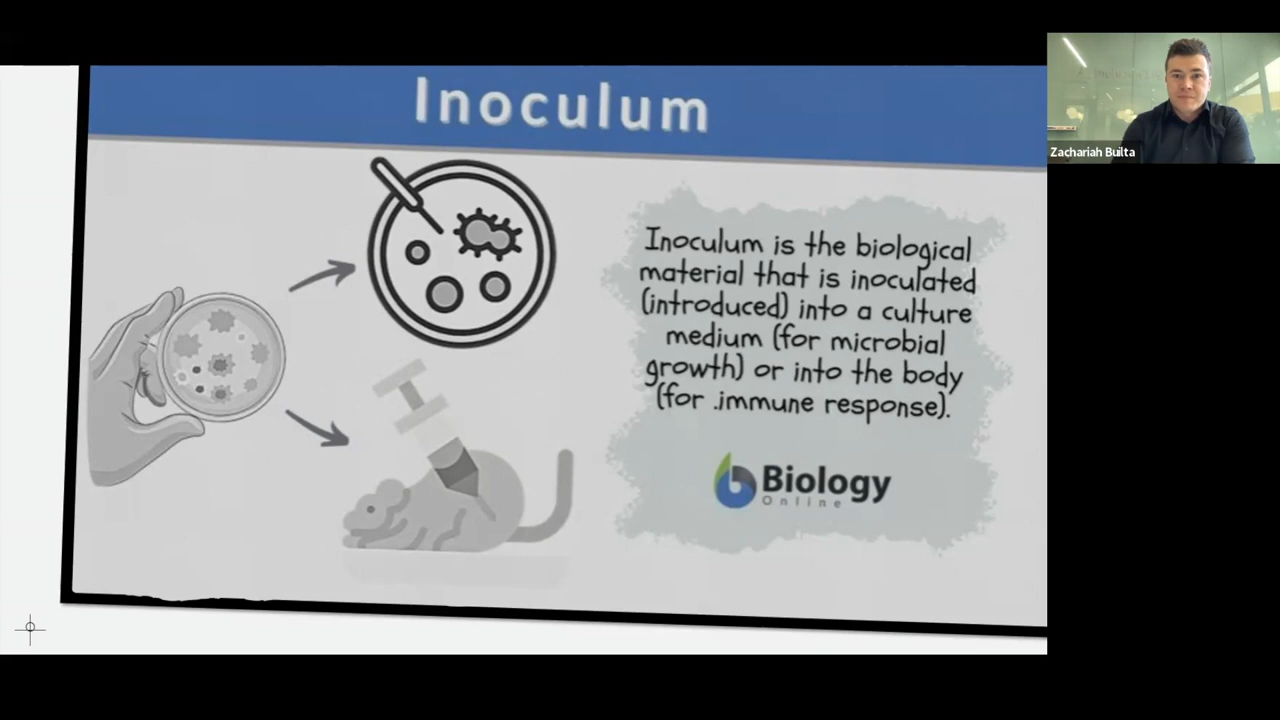 Inoculum
Inoculum is the biological
material that is inoculated
(introduced) into a culture
medium (for microbial
growth) or into the body
(for .immune response).
Biology
Online
Zachariah Builta